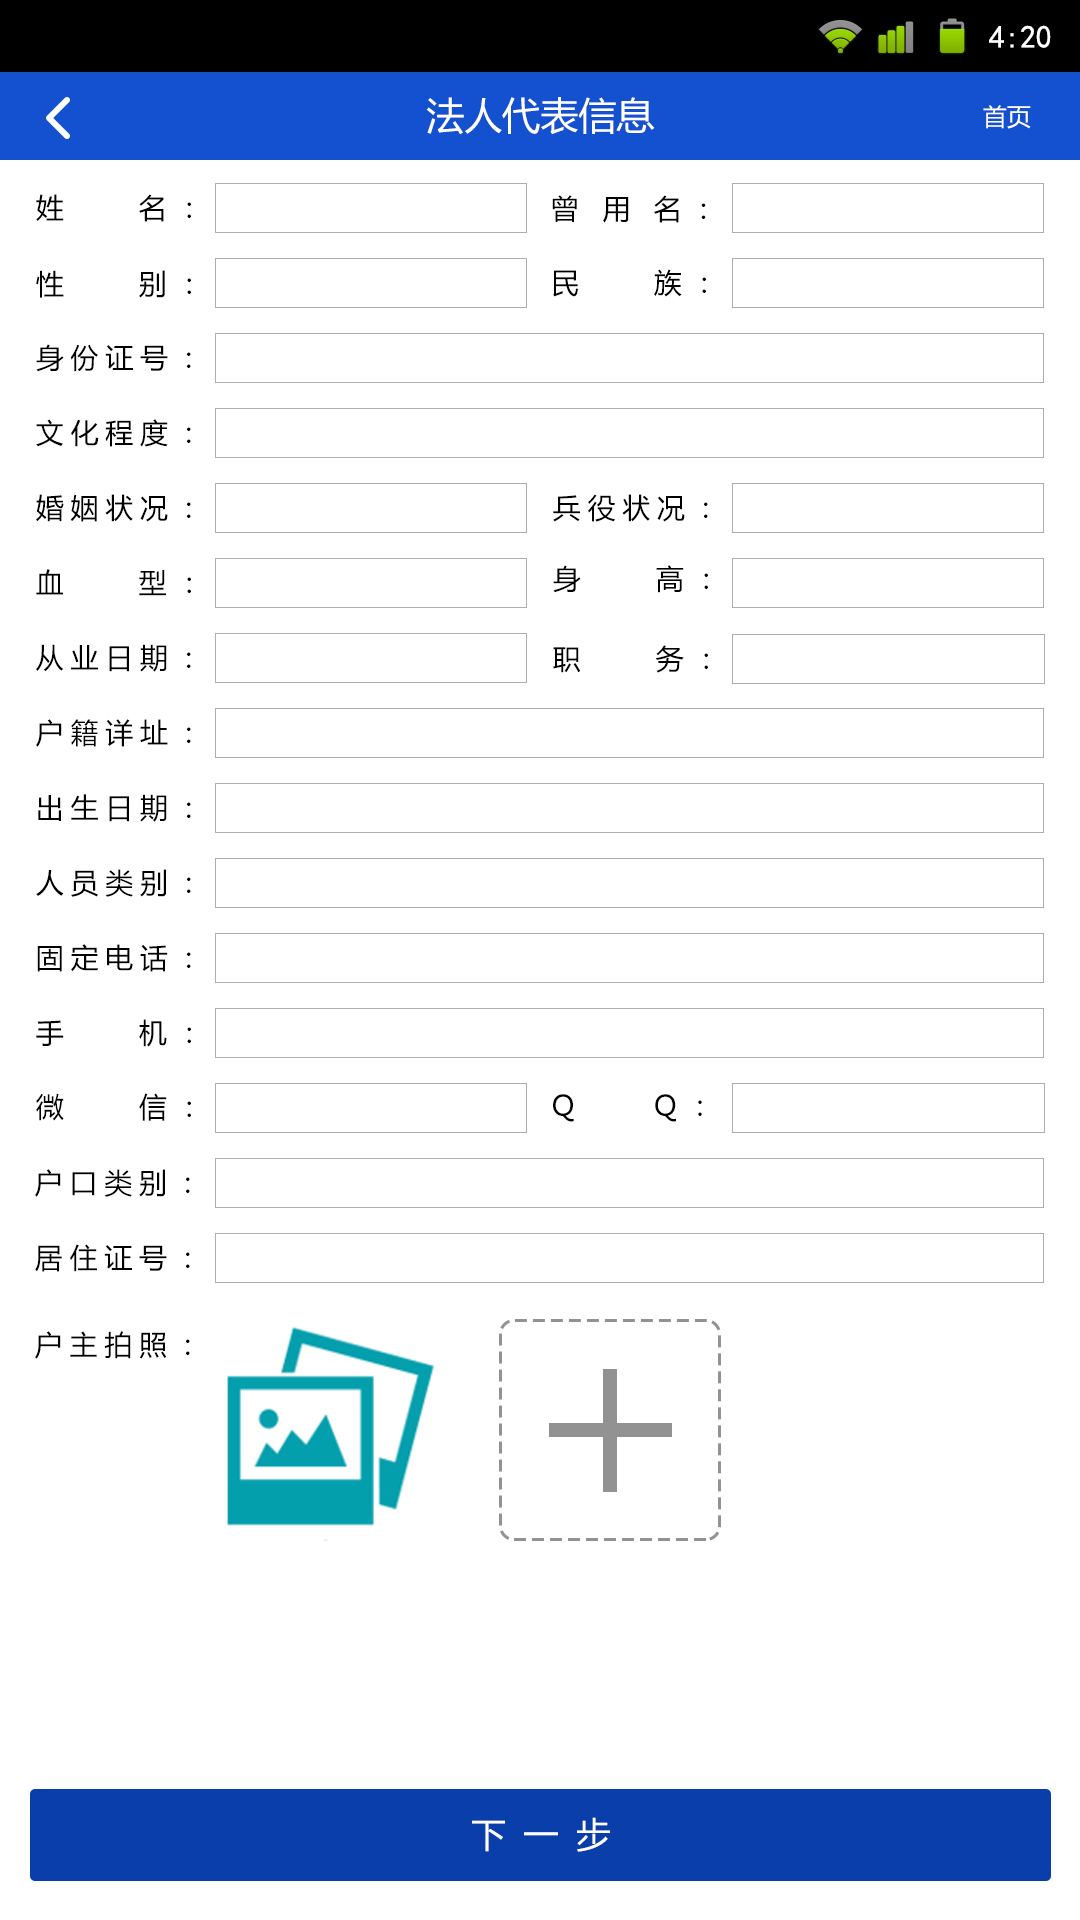 4:20
法人代表信息 首页
姓 名： 曾 用 名：
性 别： 民 族：
身份证号：
文化程度：
婚姻状况： 兵役状况：
血 型： 身 高：
从业日期： 职 务：
户籍详址：
出生日期：
人员类别：
固定电话：
手 机：
微 信： Q Q：
户口类别：
居住证号：
户主拍照：
下一步